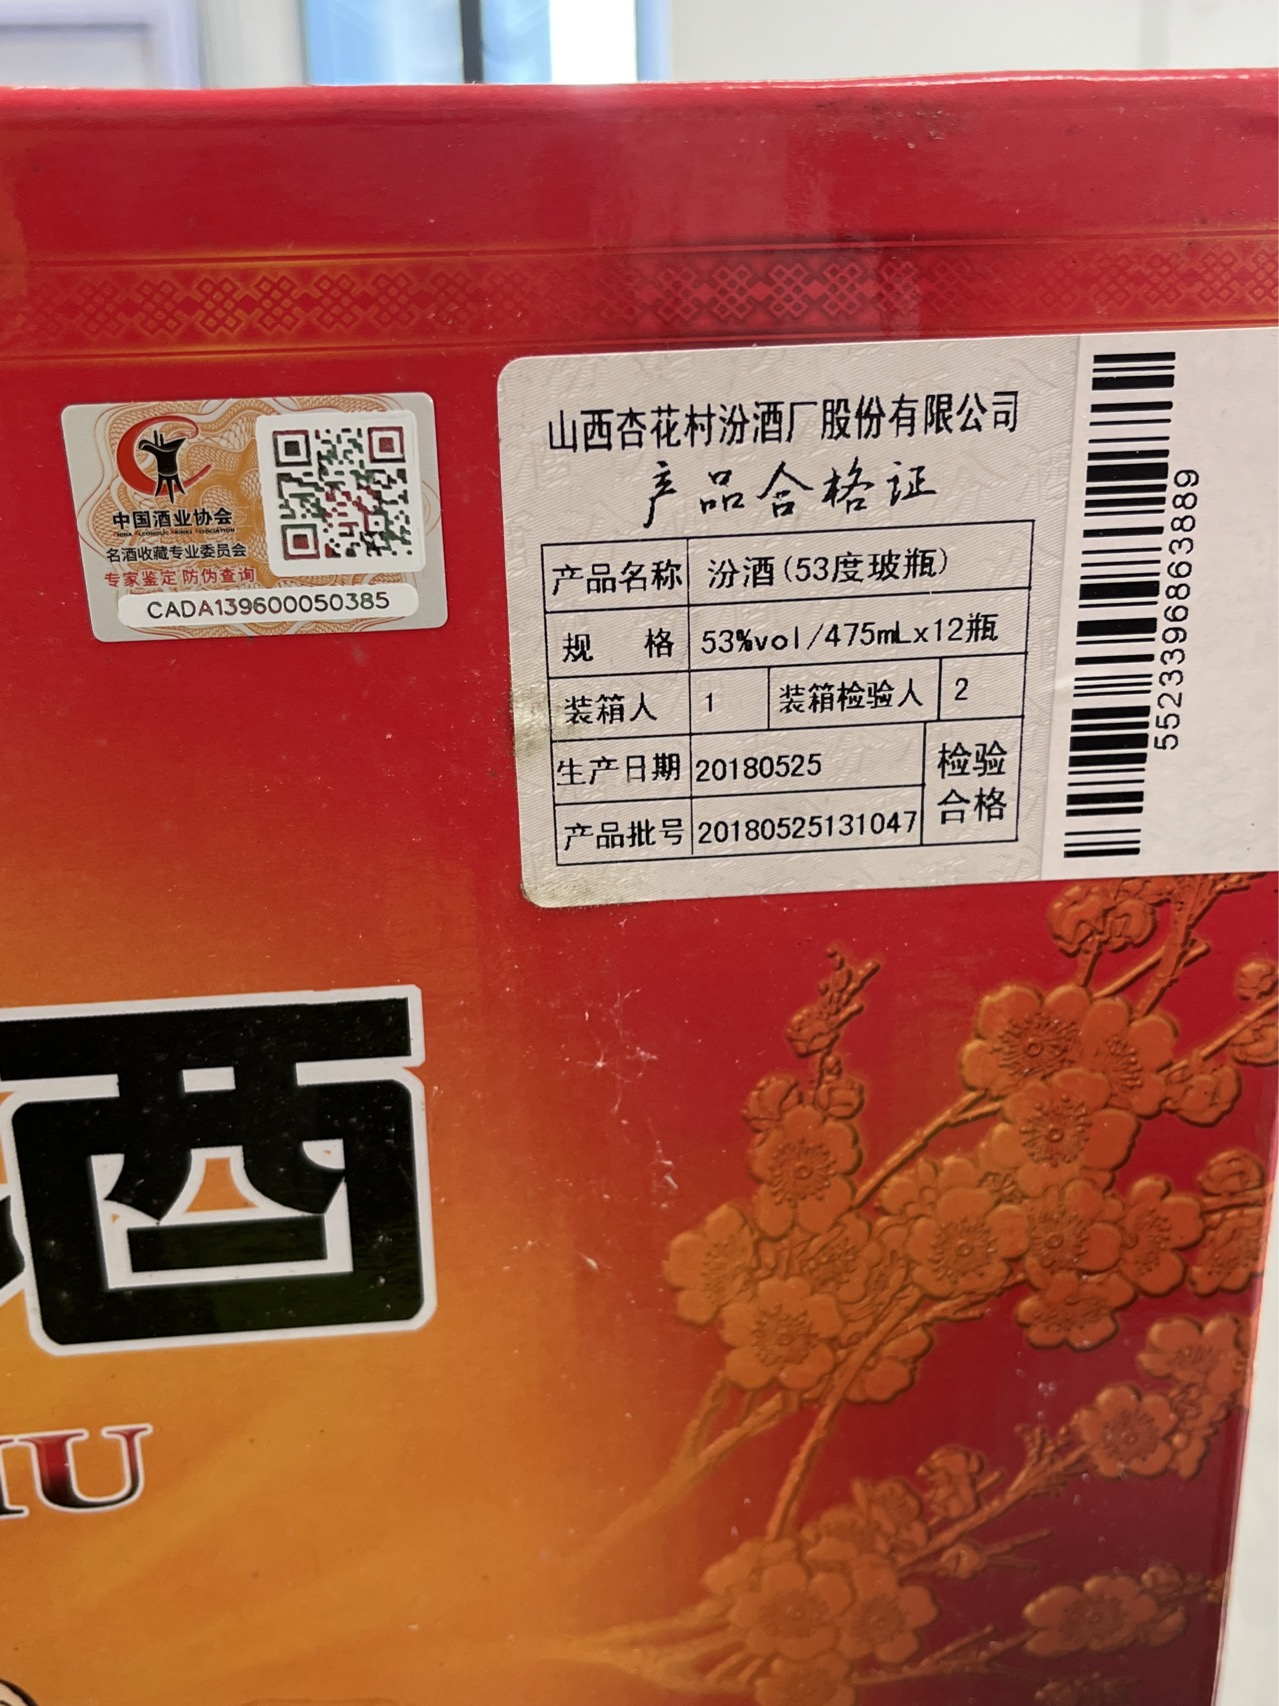 中国酒业协会
CHINA ALCOHOLIC DRINKS ASSOCIATION
名酒收藏专业委员会
专家鉴定 防伪查询
CADA139600050385
山西杏花村汾酒厂股份有限公司
产品合格证
产品名称 汾酒(53度玻瓶)
规 格 53%vol/475mLx12瓶
装箱人 1 装箱检验人 2
生产日期 20180525
产品批号 20180525131047
检验
合格
5523396863889
酒
IU